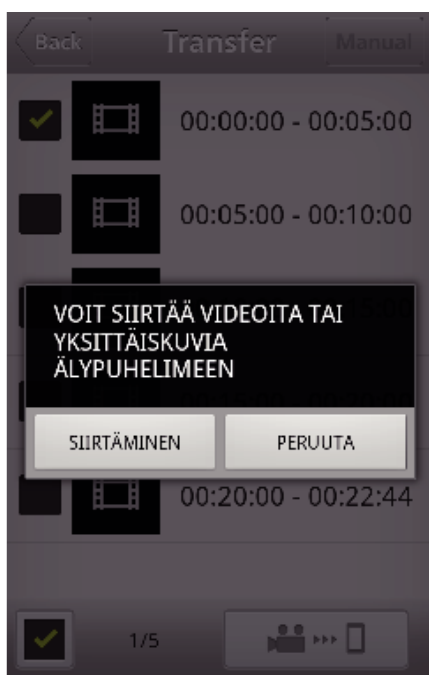 Back Transfer Manual
00:00:00 - 00:05:00
00:05:00 - 00:10:00
VOIT SIIRTÄÄ VIDEOITA TAI
YKSITTÄISKUVIA
ÄLYPUHELIMEEN
SIIRTÄMINEN PERUUTA
00:20:00 - 00:22:44
1/5